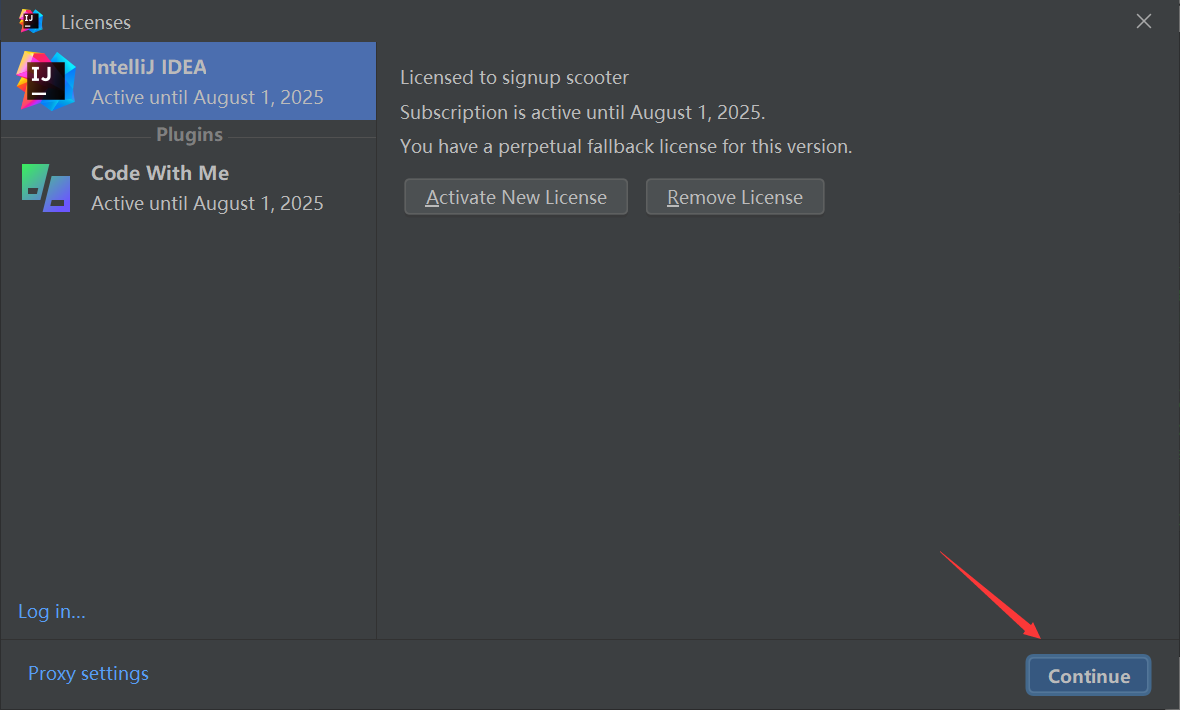 Licenses
IJ
IntelliJ IDEA
Active until August 1, 2025
Plugins
Code With Me
Active until August 1, 2025
Licensed to signup scooter
Subscription is active until August 1, 2025.
You have a perpetual fallback license for this version.
Activate New License
Remove License
Log in...
Proxy settings
Continue